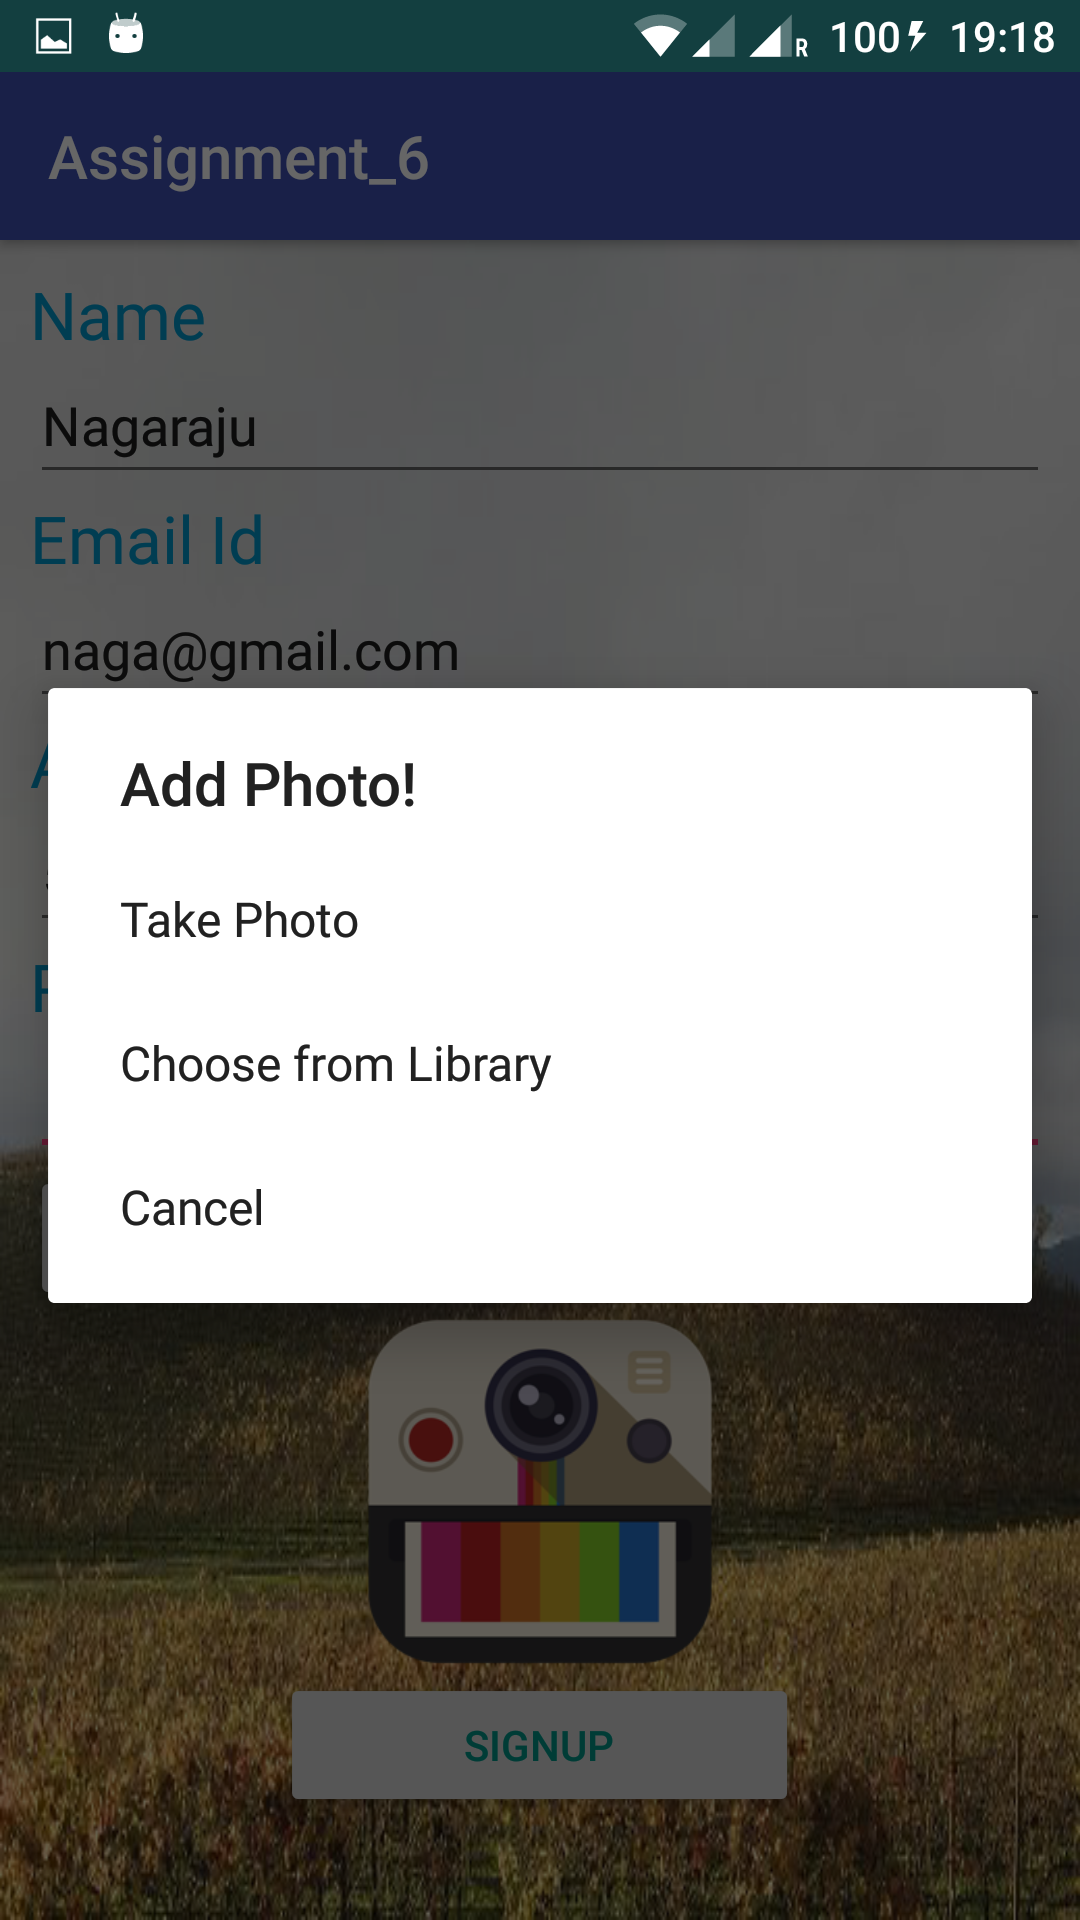 R 100 19:18
Assignment_6
Name
Nagaraju
Email Id
naga@gmail.com
Add Photo!
Take Photo
Choose from Library
Cancel
SIGNUP